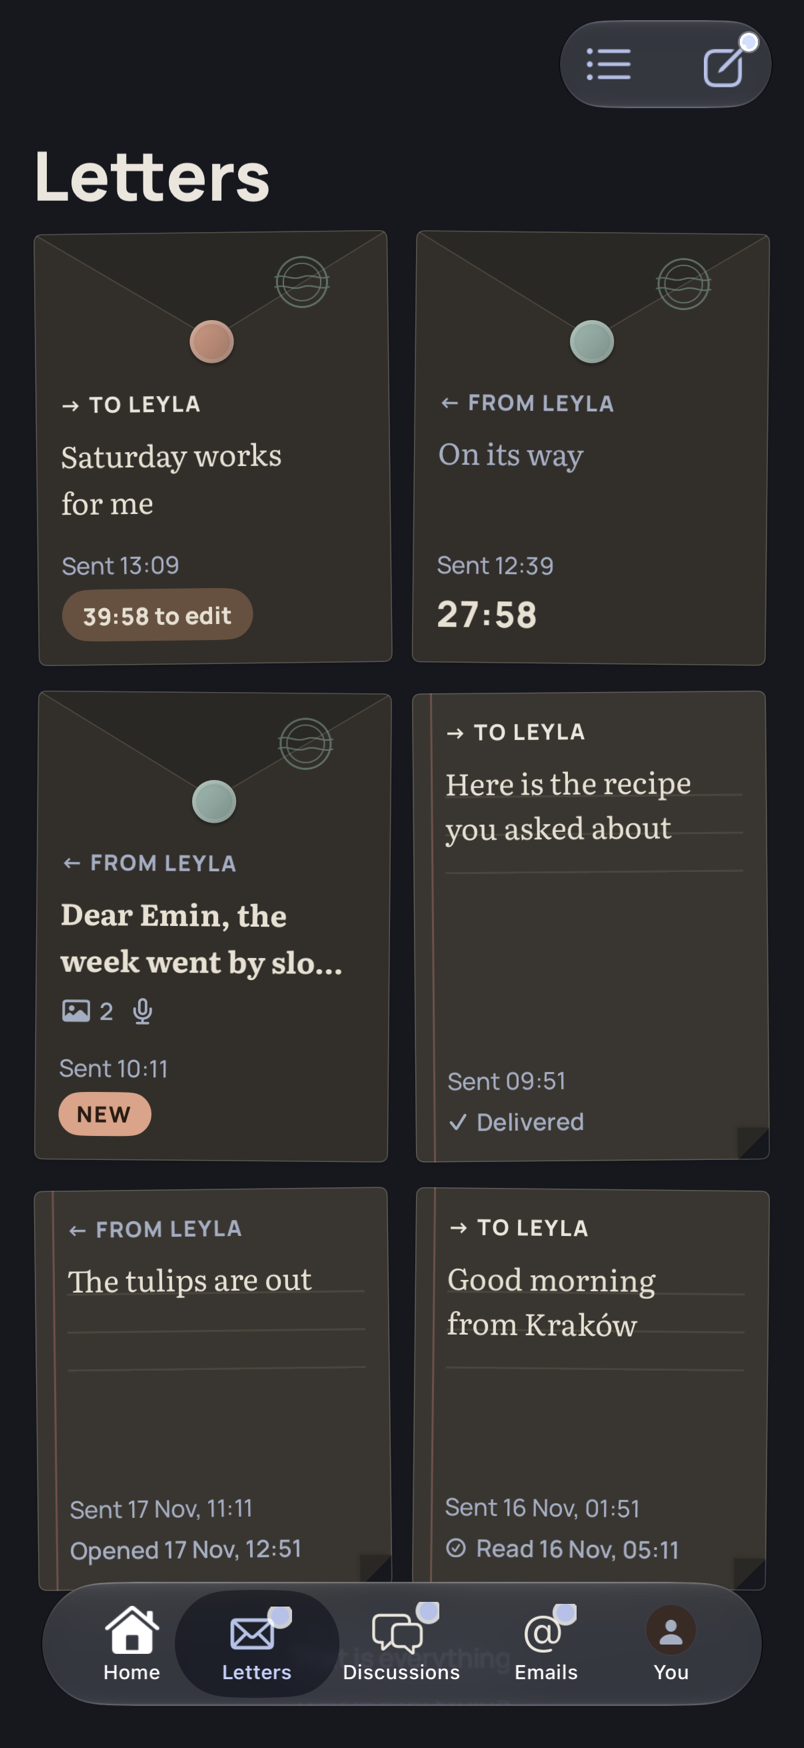 Letters
→ TO LEYLA
Saturday works
for me
Sent 13:09
39:58 to edit
← FROM LEYLA
On its way
Sent 12:39
27:58
← FROM LEYLA
Dear Emin, the
week went by slo...
2
Sent 10:11
NEW
→ TO LEYLA
Here is the recipe
you asked about
Sent 09:51
✓ Delivered
← FROM LEYLA
The tulips are out
Sent 17 Nov, 11:11
Opened 17 Nov, 12:51
→ TO LEYLA
Good morning
from Kraków
Sent 16 Nov, 01:51
Read 16 Nov, 05:11
is everything
Home
Letters
Discussions
Emails
You